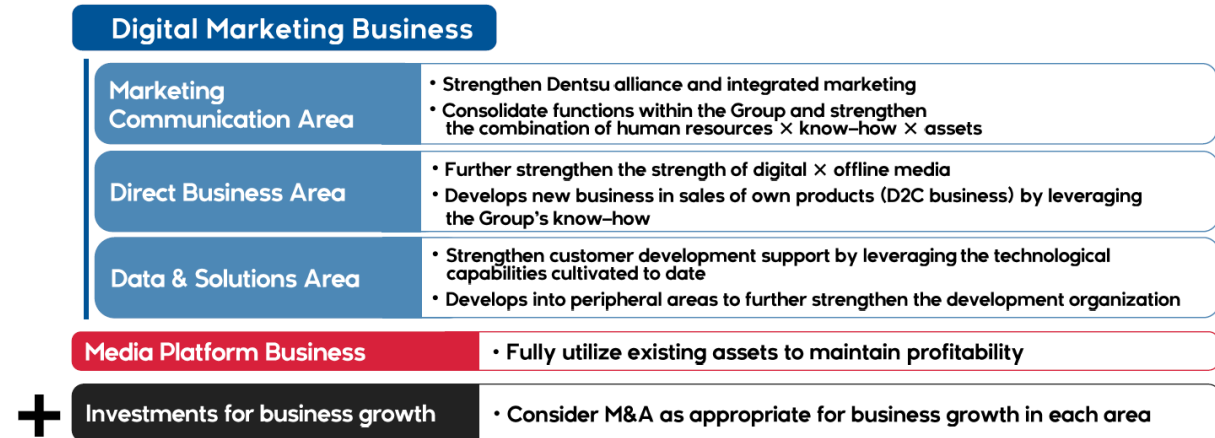 Digital Marketing Business
Marketing
Communication Area
• Strengthen Dentsu alliance and integrated marketing
• Consolidate functions within the Group and strengthen
the combination of human resources × know-how × assets
Direct Business Area
• Further strengthen the strength of digital × offline media
• Develops new business in sales of own products (D2C business) by leveraging
the Group's know-how
Data & Solutions Area
• Strengthen customer development support by leveraging the technological
capabilities cultivated to date
• Develops into peripheral areas to further strengthen the development organization
Media Platform Business
• Fully utilize existing assets to maintain profitability
+
Investments for business growth
• Consider M&A as appropriate for business growth in each area